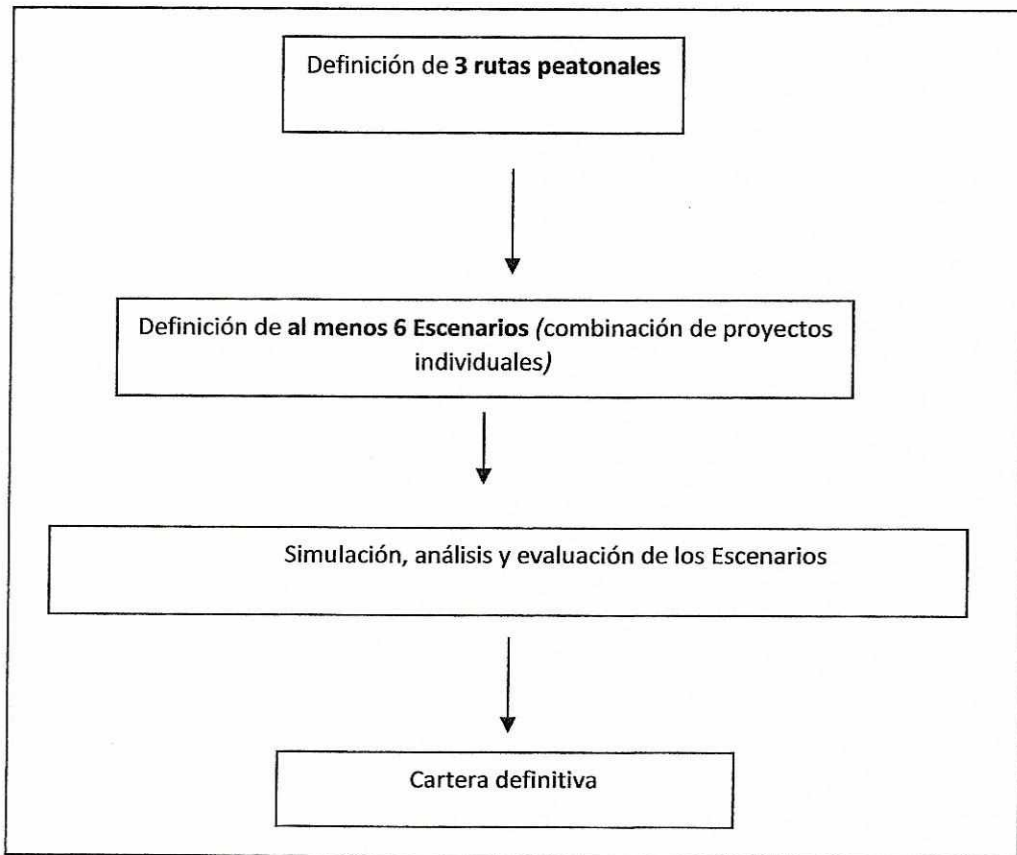 Definición de 3 rutas peatonales
Definición de al menos 6 Escenarios (combinación de proyectos
individuales)
Simulación, análisis y evaluación de los Escenarios
Cartera definitiva